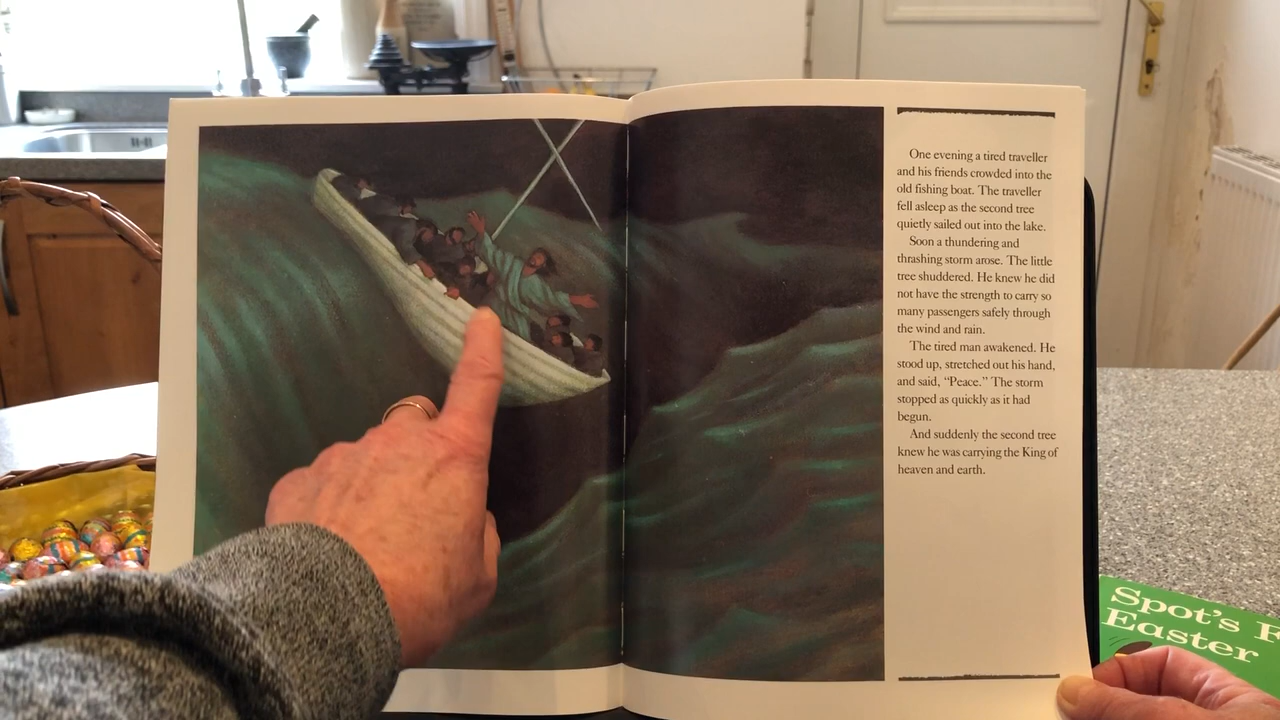 One evening a tired traveller
and his friends crowded into the
old fishing boat. The traveller
fell asleep as the second tree
quietly sailed out into the lake.
Soon a thundering and
thrashing storm arose. The little
tree shuddered. He knew he did
not have the strength to carry so
many passengers safely through
the wind and rain.
The tired man awakened. He
stood up, stretched out his hand,
and said, “Peace.” The storm
stopped as quickly as it had
begun.
And suddenly the second tree
knew he was carrying the King of
heaven and earth.
Spot's
Easter